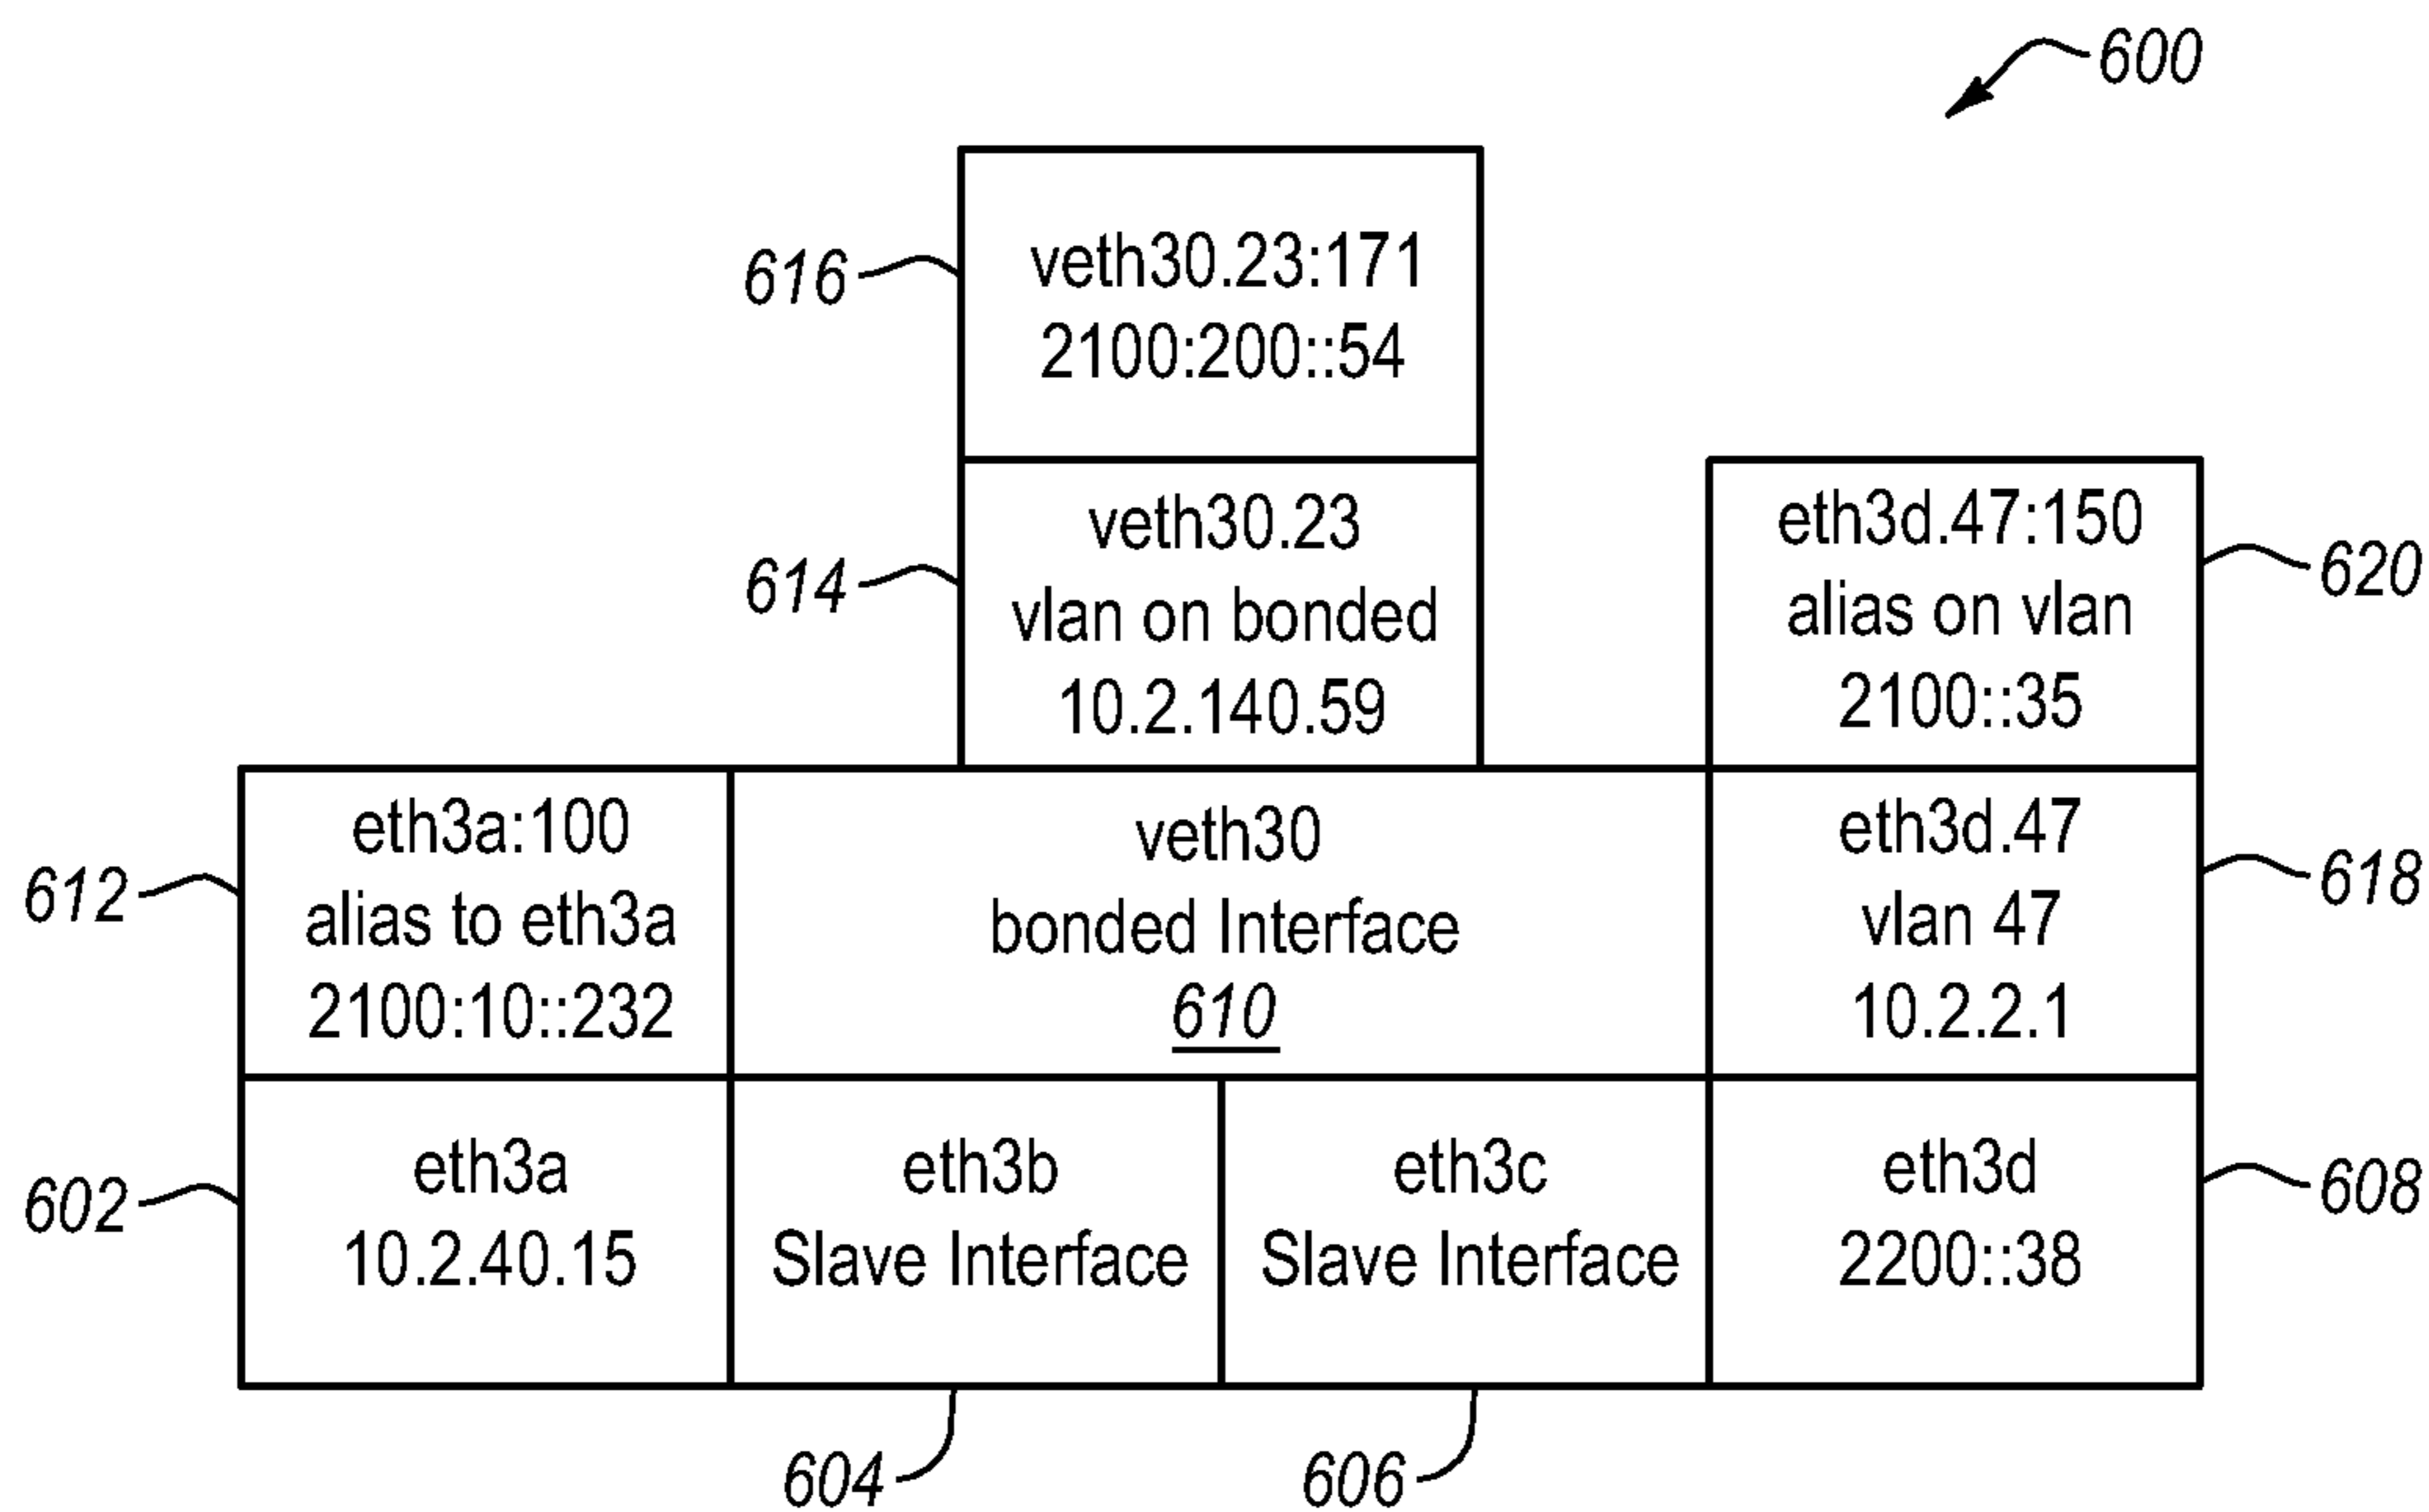 600
616
veth30.23:171
2100:200::54
614
veth30.23
vlan on bonded
10.2.140.59
eth3d.47:150
alias on vlan
2100::35
620
612
eth3a:100
alias to eth3a
2100:10::232
veth30
bonded Interface
610
eth3d.47
vlan 47
10.2.2.1
618
602
eth3a
10.2.40.15
eth3b
Slave Interface
eth3c
Slave Interface
eth3d
2200::38
608
604
606